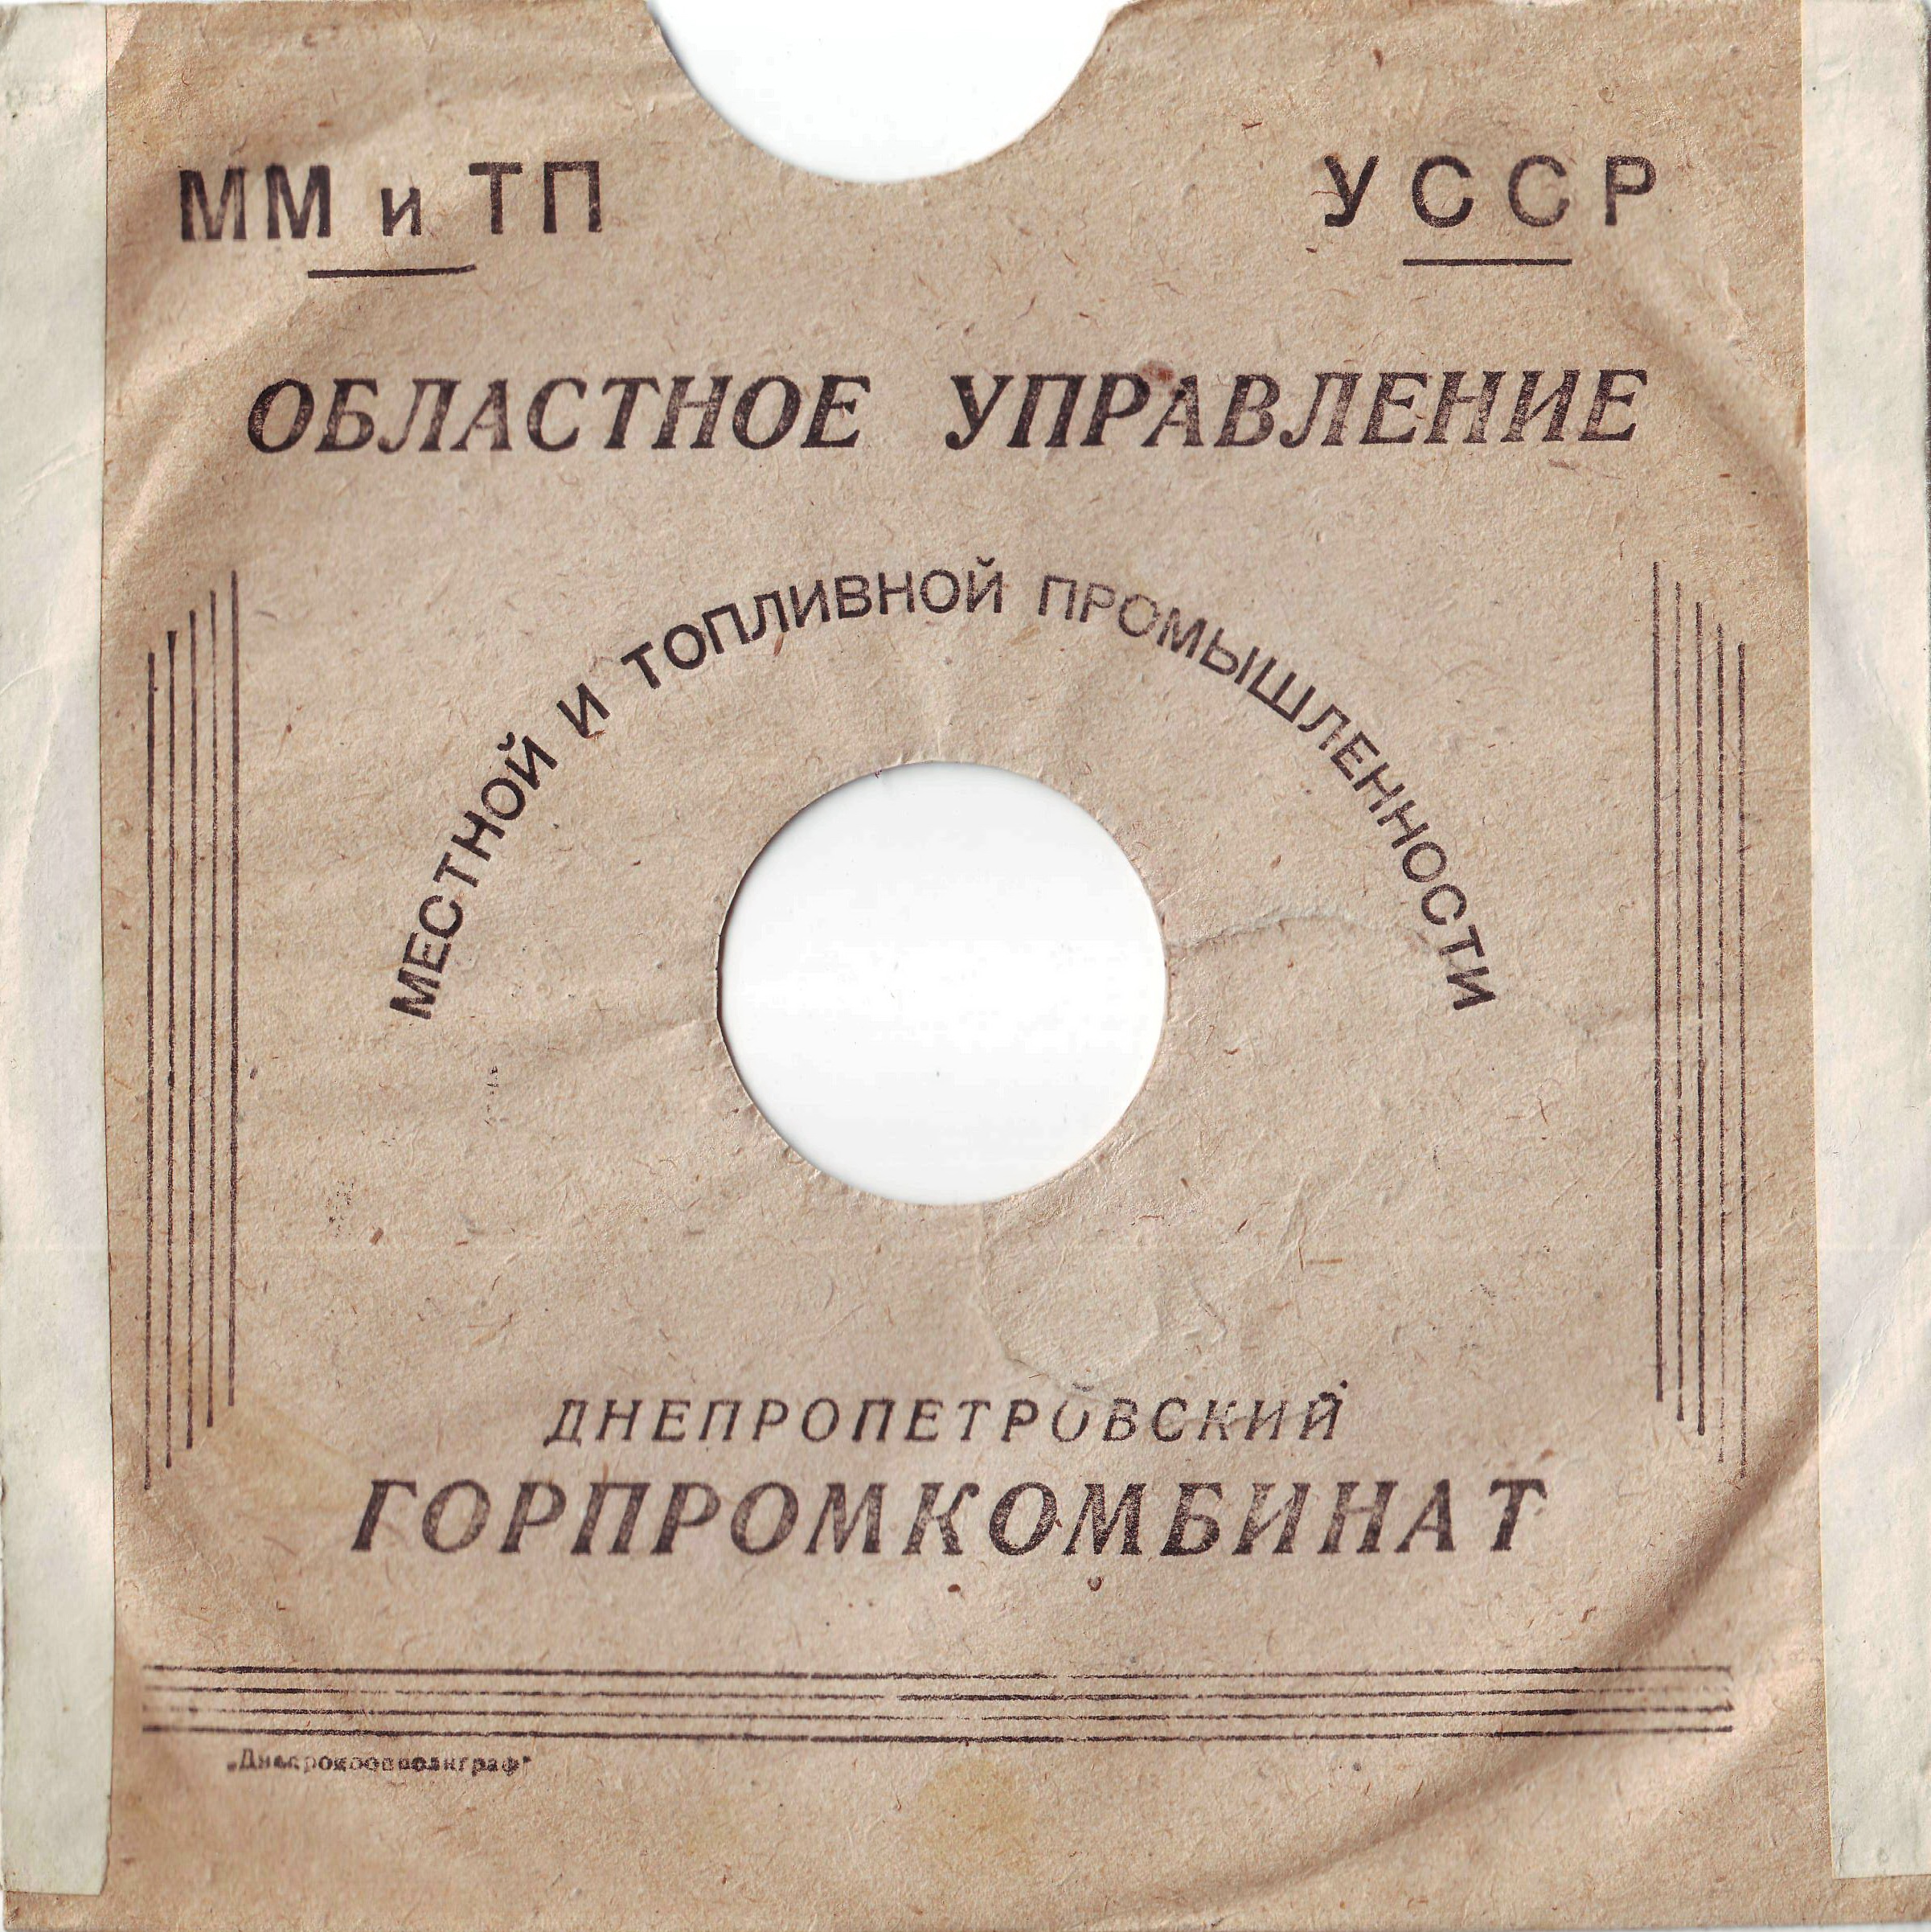 ММ и ТП
УССР
ОБЛАСТНОЕ УПРАВЛЕНИЕ
МЕСТНОЙ И ТОПЛИВНОЙ ПРОМЫШЛЕННОСТИ
ДНЕПРОПЕТРОВСКИЙ
ГОРПРОМКОМБИНАТ